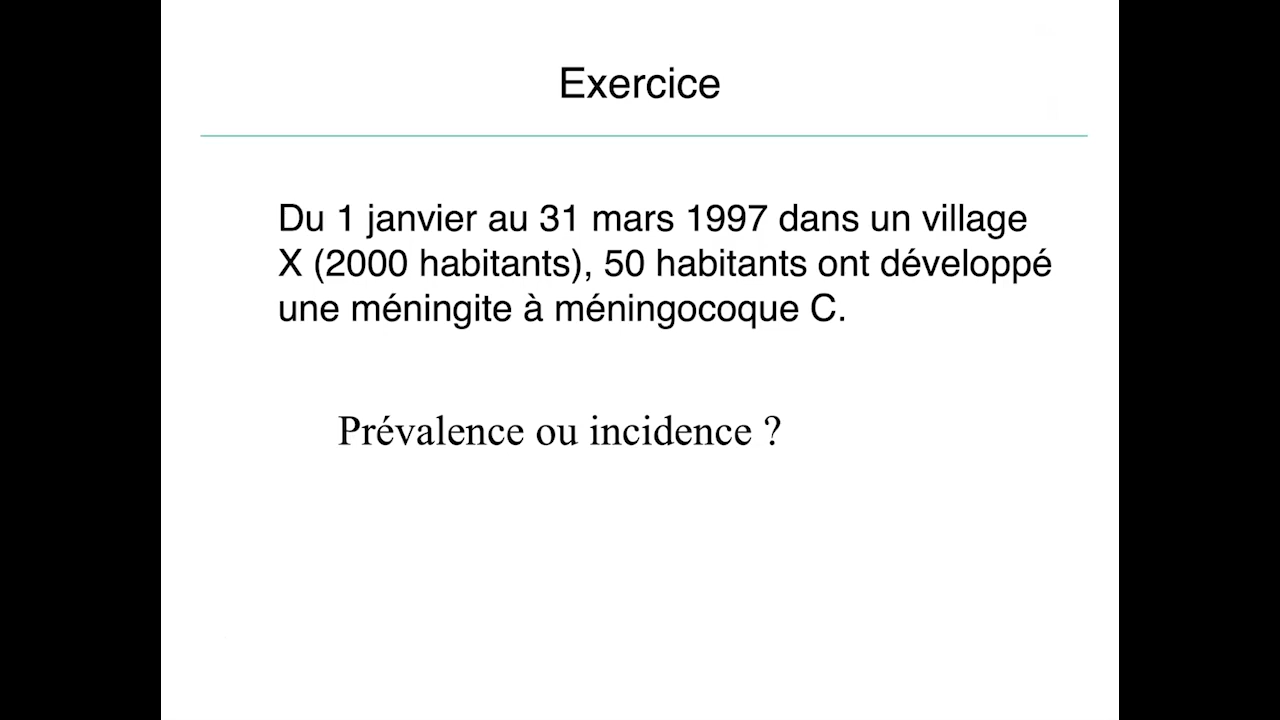 Exercice
Du 1 janvier au 31 mars 1997 dans un village
X (2000 habitants), 50 habitants ont développé
une méningite à méningocoque C.
Prévalence ou incidence ?